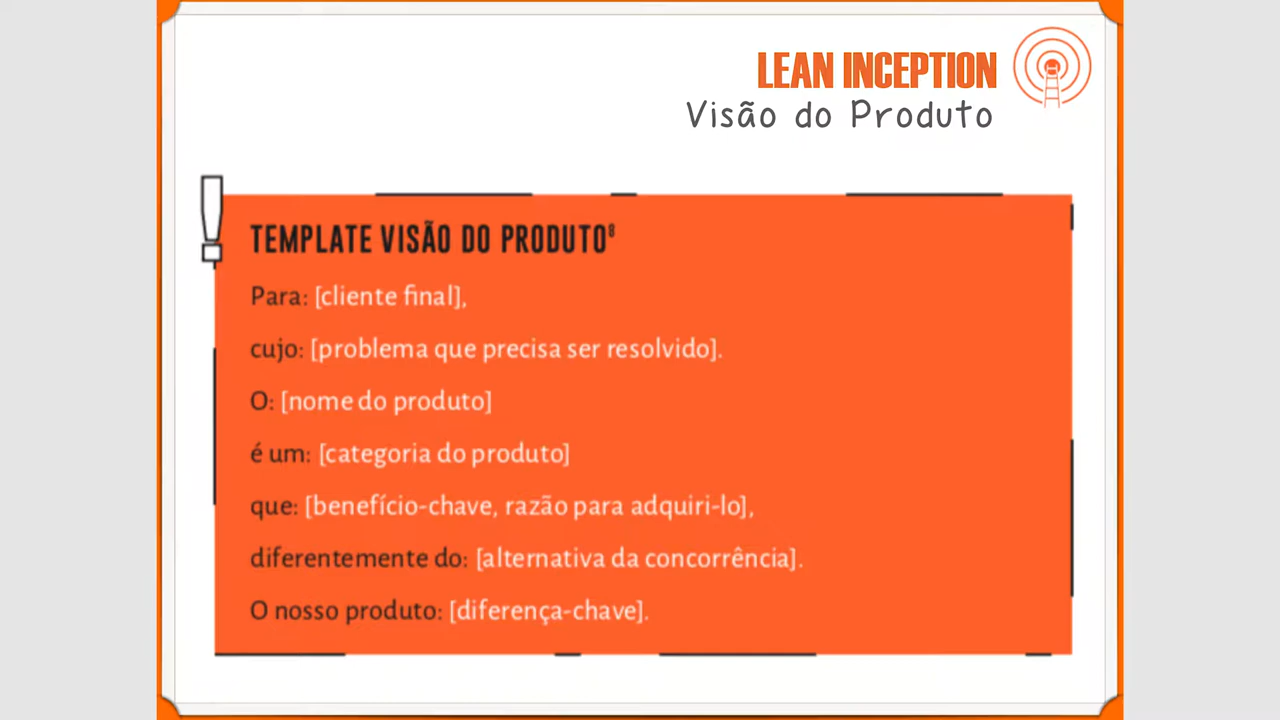 LEAN INCEPTION
Visão do Produto
TEMPLATE VISÃO DO PRODUTO⁸
Para: [cliente final],
cujo: [problema que precisa ser resolvido].
O: [nome do produto]
é um: [categoria do produto]
que: [benefício-chave, razão para adquiri-lo],
diferentemente do: [alternativa da concorrência].
O nosso produto: [diferença-chave].